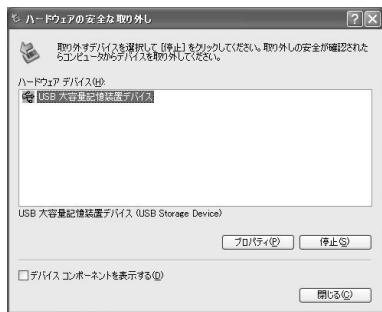 ハードウェアの安全な取り外し
取り外すデバイスを選択して [停止] をクリックしてください。取り外しの安全が確認された
らコンピュータからデバイスを取り外してください。
ハードウェア デバイス(H):
USB 大容量記憶装置デバイス
USB 大容量記憶装置デバイス (USB Storage Device)
プロパティ(P)
停止(S)
デバイス コンポーネントを表示する(D)
閉じる(C)